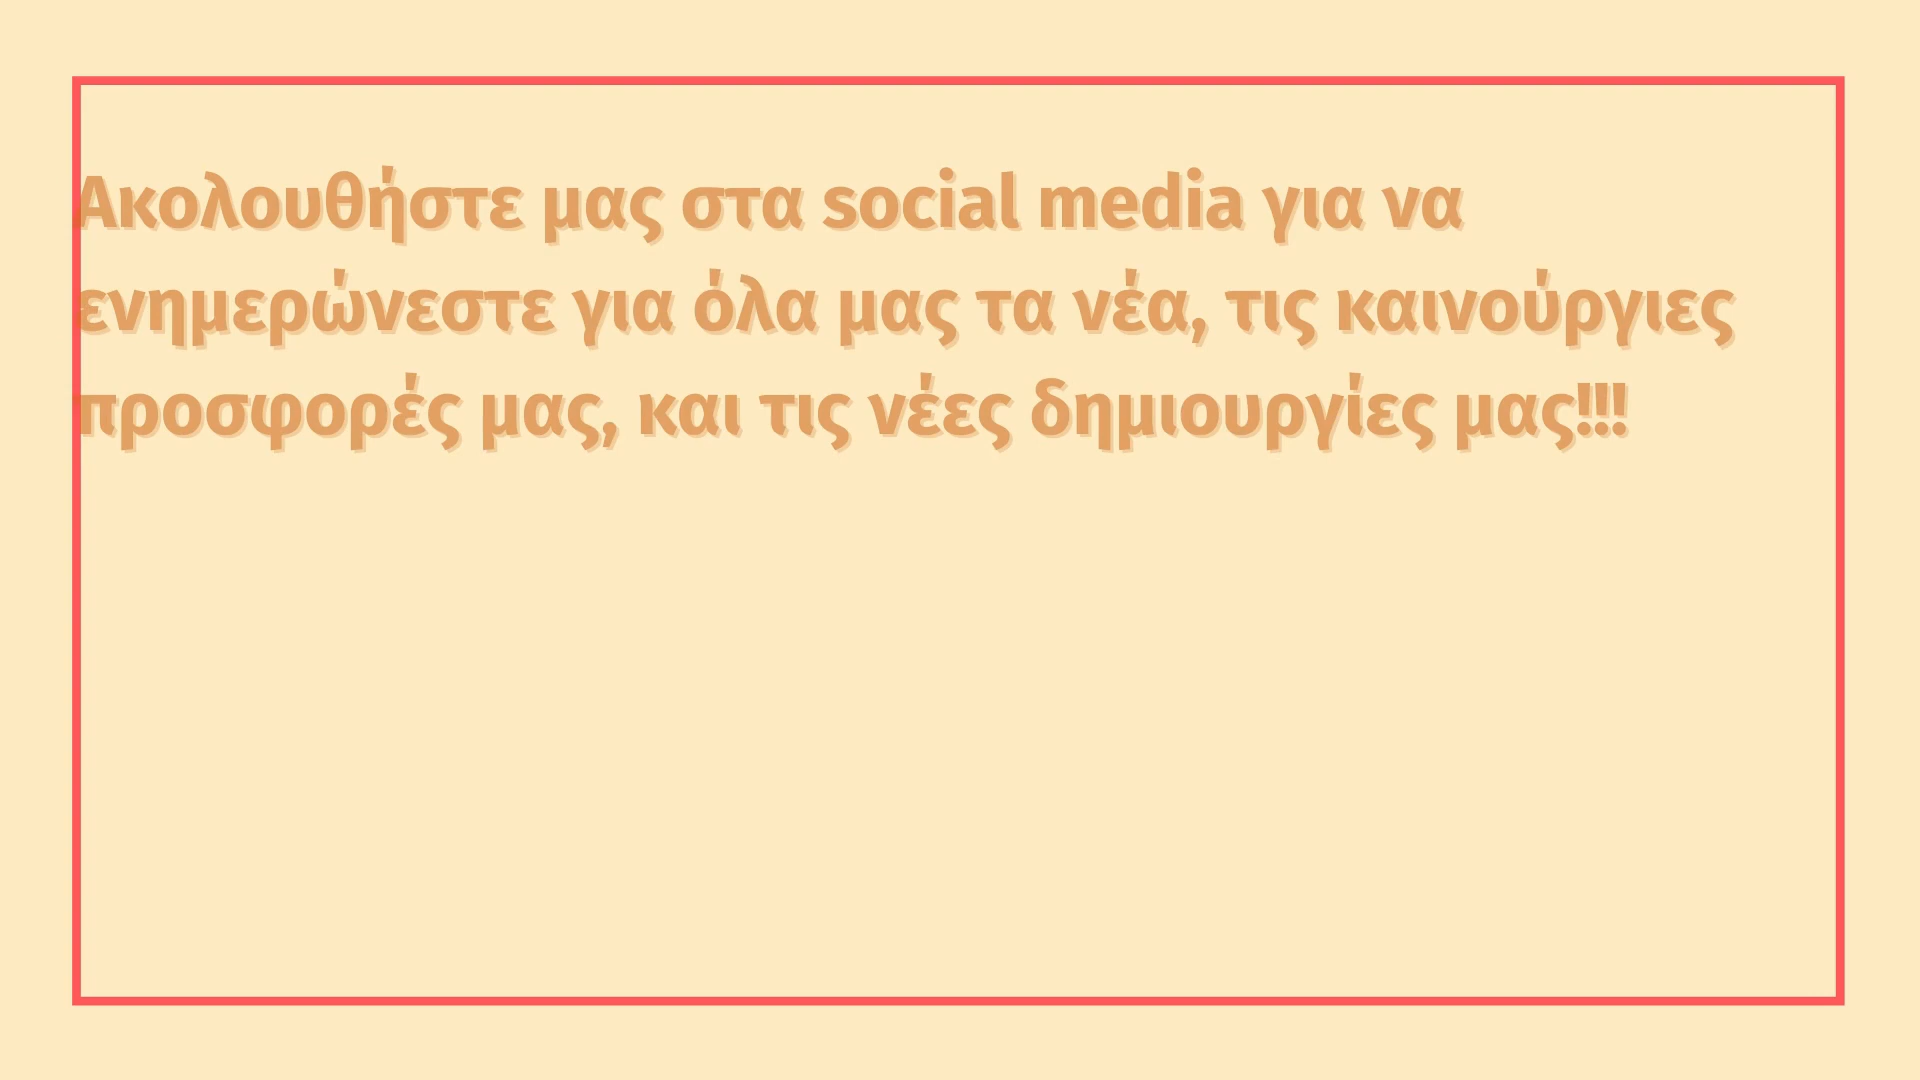 Ακολουθήστε μας στα social media για να
ενημερώνεστε για όλα μας τα νέα, τις καινούργιες
προσφορές μας, και τις νέες δημιουργίες μας!!!